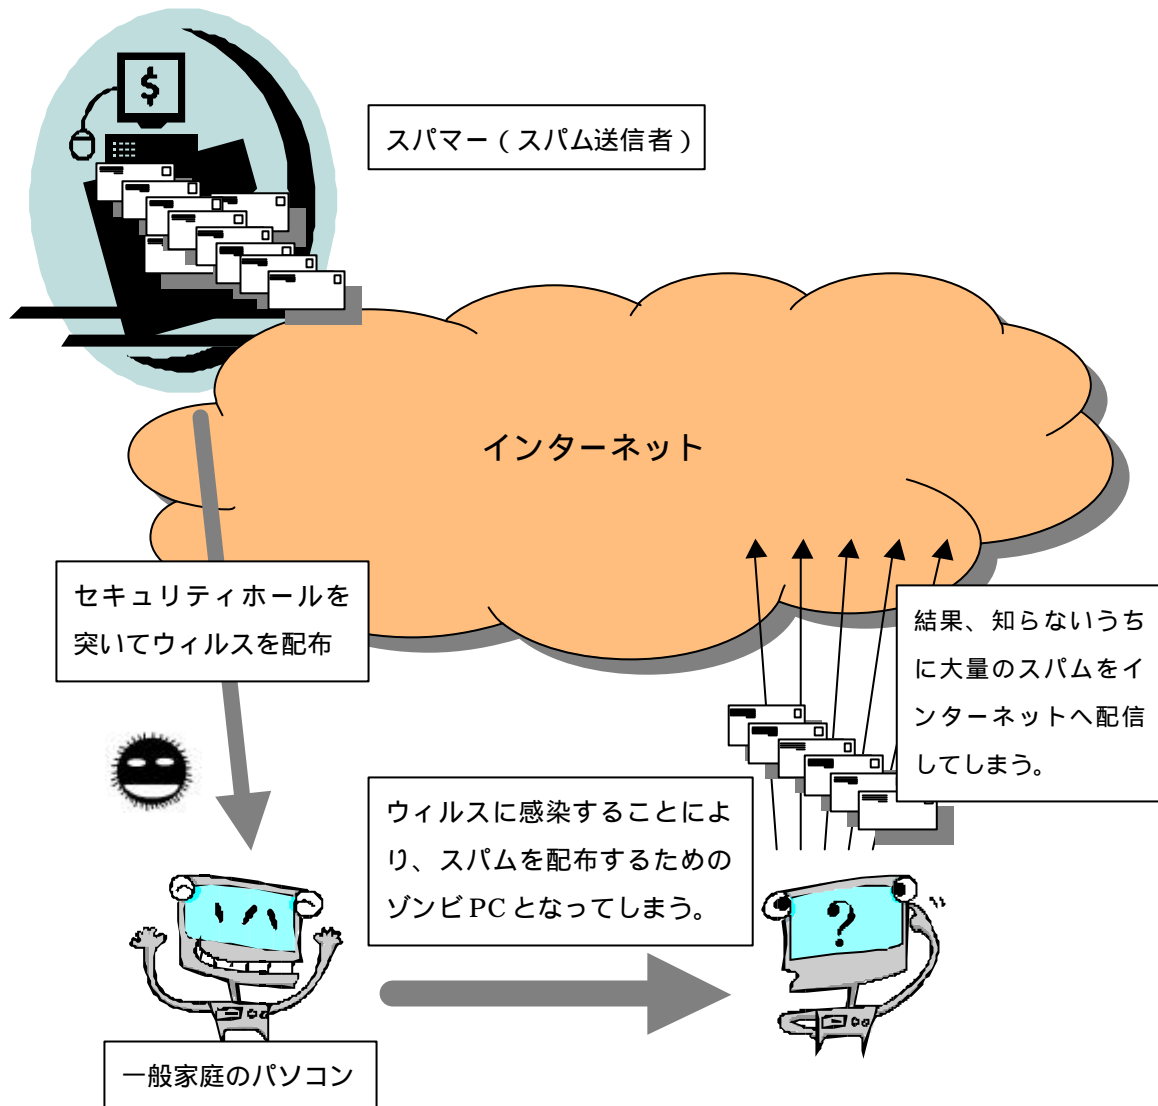 $
スパマー（スパム送信者）
インターネット
セキュリティホールを
突いてウィルスを配布
結果、知らないうち
に大量のスパムをイ
ンターネットへ配信
してしまう。
ウィルスに感染することによ
り、スパムを配布するための
ゾンビ PC となってしまう。
?
一般家庭のパソコン